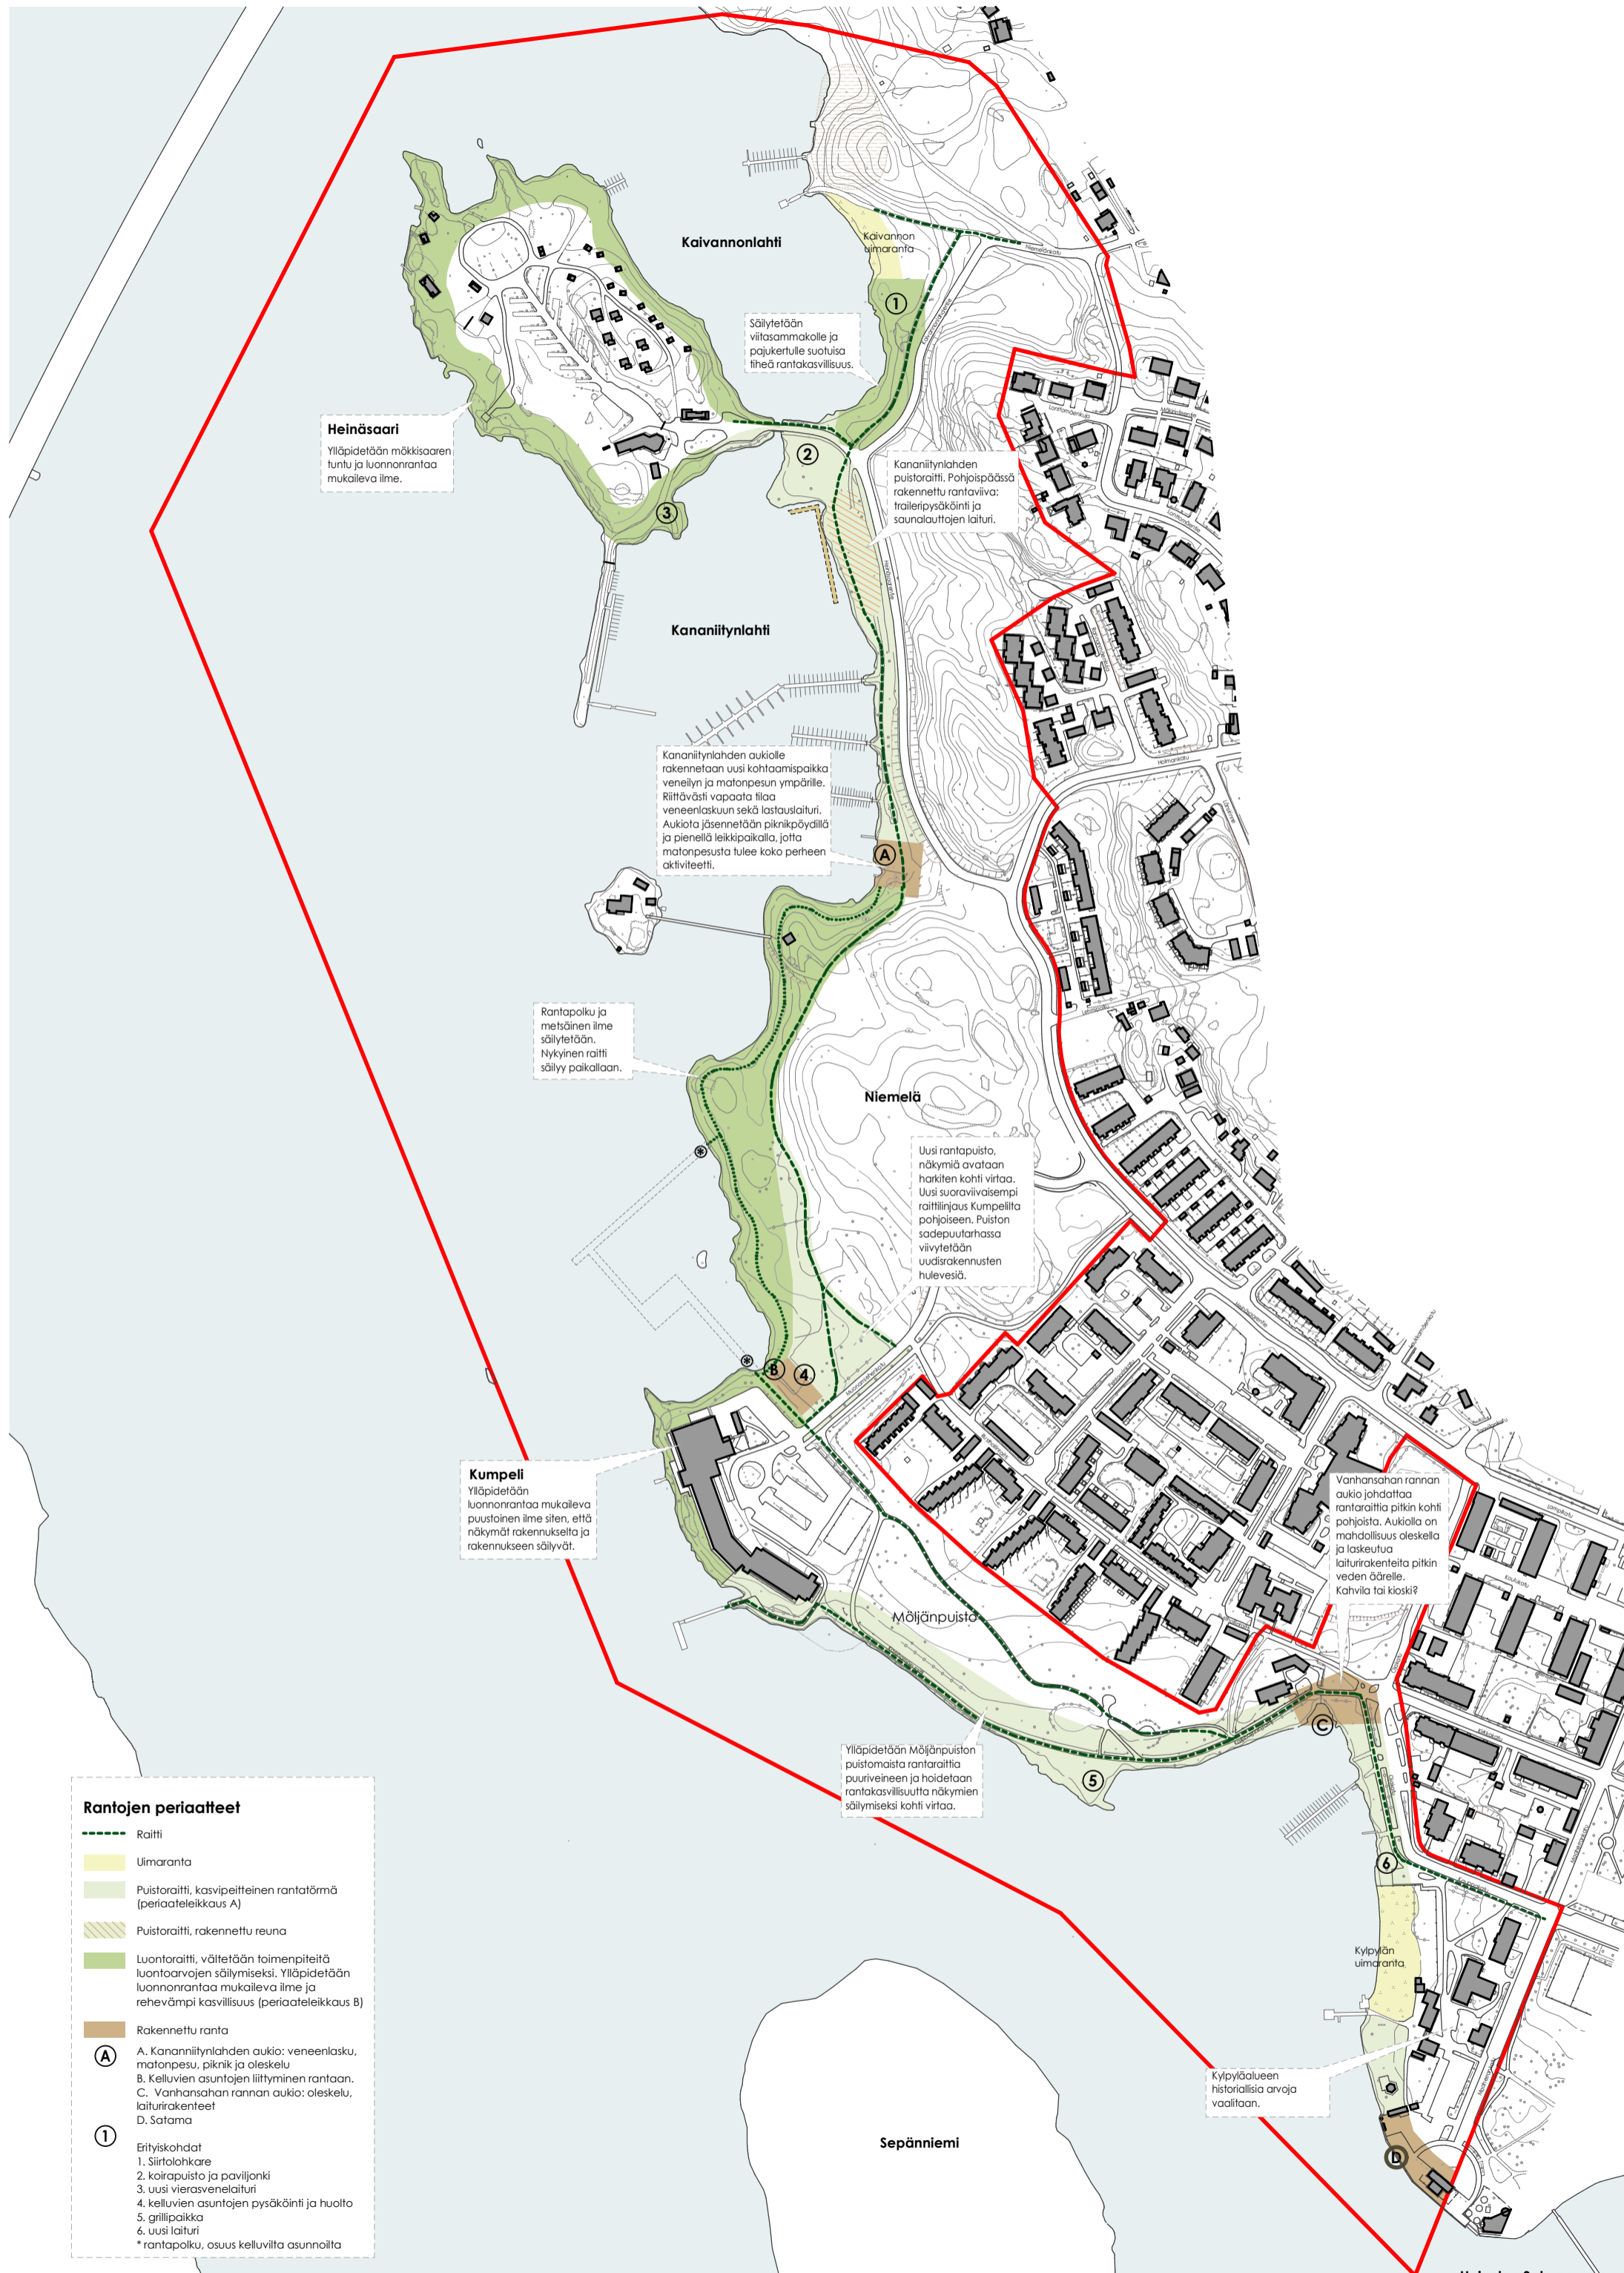 Kaivannonlahti
Kaivannon
uimaranta
Niemelänkatu
1
Säilytetään
viitasammakolle ja
pajukertulle suotuisa
tiheä rantakasvillisuus.
Heinäsaari
Ylläpidetään mökkisaaren
tuntu ja luonnonrantaa
mukaileva ilme.
2
3
Kananiitynlahden
puistoraitti. Pohjoispäässä
rakennettu rantaviiva:
traileripysäköinti ja
saunalauttojen laituri.
Kananiitynlahti
Holmankatu
Kananiitynlahden aukiolle
rakennetaan uusi kohtaamispaikka
veneilyn ja matonpesun ympärille.
Riittävästi vapaata tilaa
veneenlaskuun sekä lastauslaituri.
Aukiota jäsennetään piknikpöydillä
ja pienellä leikkipaikalla, jotta
matonpesusta tulee koko perheen
aktiviteetti.
A
Rantapolku ja
metsäinen ilme
säilytetään.
Nykyinen raitti
säilyy paikallaan.
Niemelä
Uusi rantapuisto,
näkymiä avataan
harkiten kohti virtaa.
Uusi suoraviivaisempi
raittilinjaus Kumpelilta
pohjoiseen. Puiston
sadepuutarhassa
viivytetään
uudisrakennusten
hulevesiä.
*
*
B
4
Kumpeli
Ylläpidetään
luonnonrantaa mukaileva
puustoinen ilme siten, että
näkymät rakennukselta ja
rakennukseen säilyvät.
Vanhansahan rannan
aukio johdattaa
rantaraittia pitkin kohti
pohjoista. Aukiolla on
mahdollisuus oleskella
ja laskeutua
laiturirakenteita pitkin
veden äärelle.
Kahvila tai kioski?
Möljänpuisto
C
5
Ylläpidetään Möljänpuiston
puistomaista rantaraittia
puuriveineen ja hoidetaan
rantakasvillisuutta näkymien
säilymiseksi kohti virtaa.
6
Kylpylän
uimaranta
Kylpyläalueen
historiallisia arvoja
vaalitaan.
Sepänniemi
D
Rantojen periaatteet
Raitti
Uimaranta
Puistoraitti, kasvipeitteinen rantatörmä
(periaateleikkaus A)
Puistoraitti, rakennettu reuna
Luontoraitti, vältetään toimenpiteitä
luontoarvojen säilymiseksi. Ylläpidetään
luonnonrantaa mukaileva ilme ja
rehevämpi kasvillisuus (periaateleikkaus B)
Rakennettu ranta
A
A. Kananniitynlahden aukio: veneenlasku,
matonpesu, piknik ja oleskelu
B. Kelluvien asuntojen liittyminen rantaan.
C. Vanhansahan rannan aukio: oleskelu,
laiturirakenteet
D. Satama
1
Erityiskohdat
1. Siirtolohkare
2. koirapuisto ja paviljonki
3. uusi vierasvenelaituri
4. kelluvien asuntojen pysäköinti ja huolto
5. grillipaikka
6. uusi laituri
* rantapolku, osuus kelluvilta asunnoilta